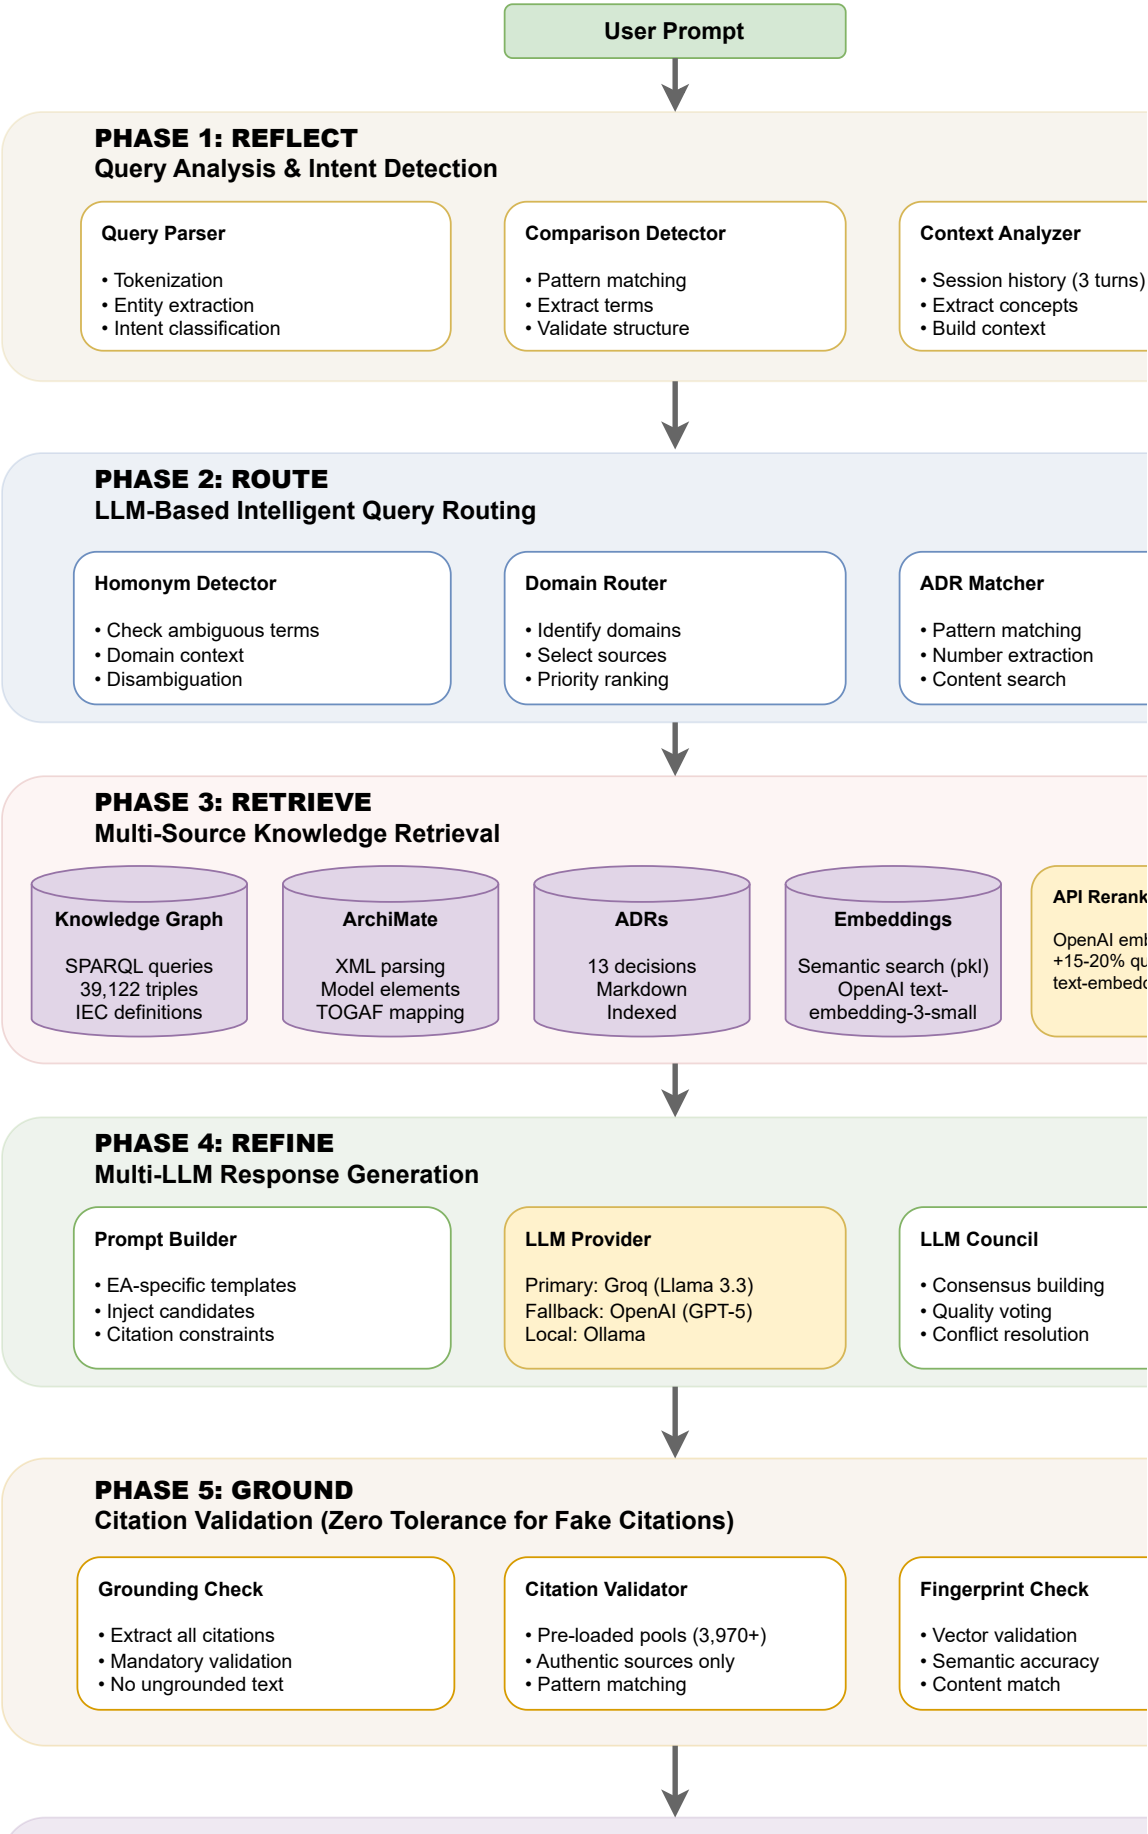 User Prompt
PHASE 1: REFLECT
Query Analysis & Intent Detection
Query Parser
• Tokenization
• Entity extraction
• Intent classification
Comparison Detector
• Pattern matching
• Extract terms
• Validate structure
Context Analyzer
• Session history (3 turns)
• Extract concepts
• Build context
PHASE 2: ROUTE
LLM-Based Intelligent Query Routing
Homonym Detector
• Check ambiguous terms
• Domain context
• Disambiguation
Domain Router
• Identify domains
• Select sources
• Priority ranking
ADR Matcher
• Pattern matching
• Number extraction
• Content search
PHASE 3: RETRIEVE
Multi-Source Knowledge Retrieval
Knowledge Graph
SPARQL queries
39,122 triples
IEC definitions
ArchiMate
XML parsing
Model elements
TOGAF mapping
ADRs
13 decisions
Markdown
Indexed
Embeddings
Semantic search (pkl)
OpenAI text-
embedding-3-small
API Rerank
OpenAI
+15-20%
PHASE 4: REFINE
Multi-LLM Response Generation
Prompt Builder
• EA-specific templates
• Inject candidates
• Citation constraints
LLM Provider
Primary: Groq (Llama 3.3)
Fallback: OpenAI (GPT-5)
Local: Ollama
LLM Council
• Consensus building
• Quality voting
• Conflict resolution
PHASE 5: GROUND
Citation Validation (Zero Tolerance for Fake Citations)
Grounding Check
• Extract all citations
• Mandatory validation
• No ungrounded text
Citation Validator
• Pre-loaded pools (3,970+)
• Authentic sources only
• Pattern matching
Fingerprint Check
• Vector validation
• Semantic accuracy
• Content match